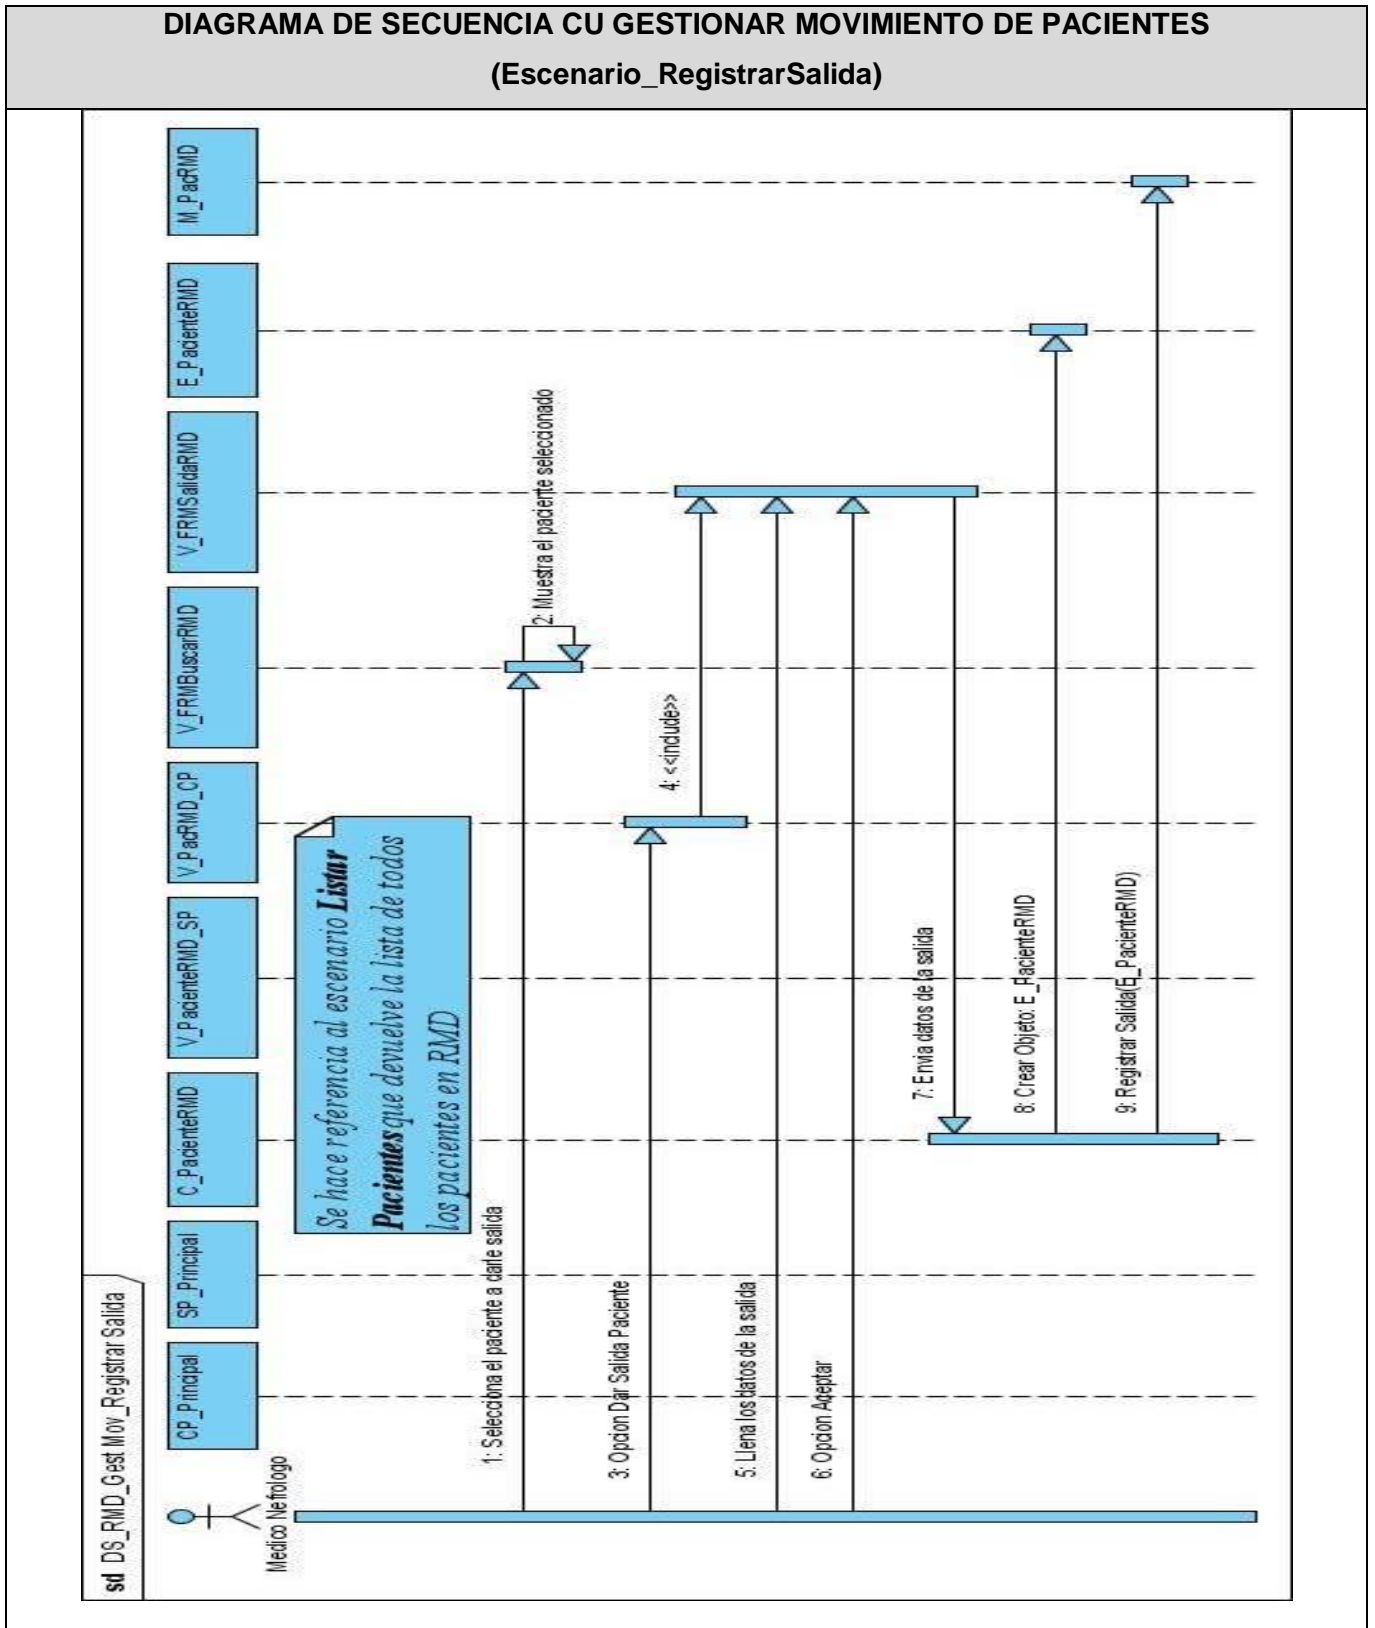 DIAGRAMA DE SECUENCIA CU GESTIONAR MOVIMIENTO DE PACIENTES
(Escenario_RegistrarSalida)
sd DS_RMD_Gest Mov_Registrar Salida
Medico Nefrologo
CP_Principal
SP_Principal
C_PacienteRMD
V_PacienteRMD_SP
V_PacRMD_CP
V_FRMBuscarRMD
V_FRMSalidaRMD
E_PacienteRMD
M_PacRMD
Se hace referencia al escenario Listar
Pacientes que devuelve la lista de todos
los pacientes en RMD
1: Selecciona el paciente a darle salida
2: Muestra el paciente seleccionado
3: Opcion Dar Salida Paciente
4: <<include>>
5: Llena los datos de la salida
6: Opcion Aceptar
7: Envia datos de la salida
8: Crear Objeto: E_PacienteRMD
9: Registrar Salida(E_PacienteRMD)